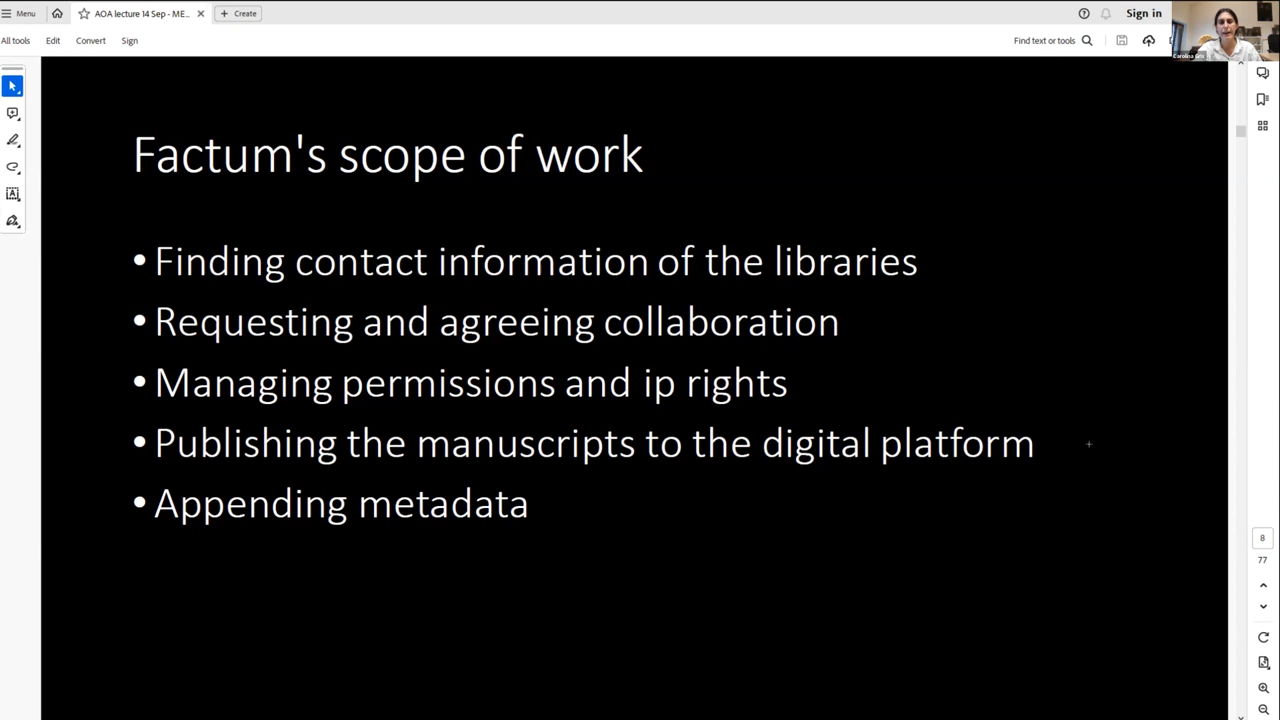 Menu
AOA lecture 14 Sep - ME...
Create
Sign in
All tools
Edit
Convert
Sign
Find text or tools
Factum's scope of work
• Finding contact information of the libraries
• Requesting and agreeing collaboration
• Managing permissions and ip rights
• Publishing the manuscripts to the digital platform
• Appending metadata
8
77